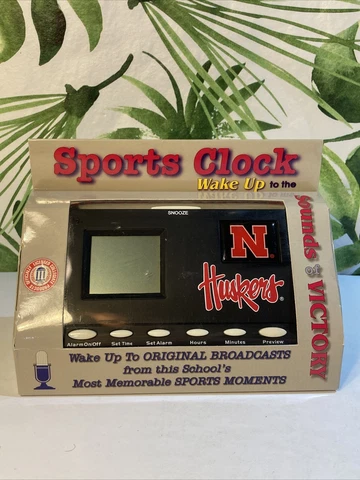 Sports Clock
Wake Up to the
sounds of VICTORY
SNOOZE
N
Huskers®
Alarm On/Off Set Time Set Alarm Hours Minutes Preview
Wake Up To ORIGINAL BROADCASTS
from this School's
Most Memorable SPORTS MOMENTS